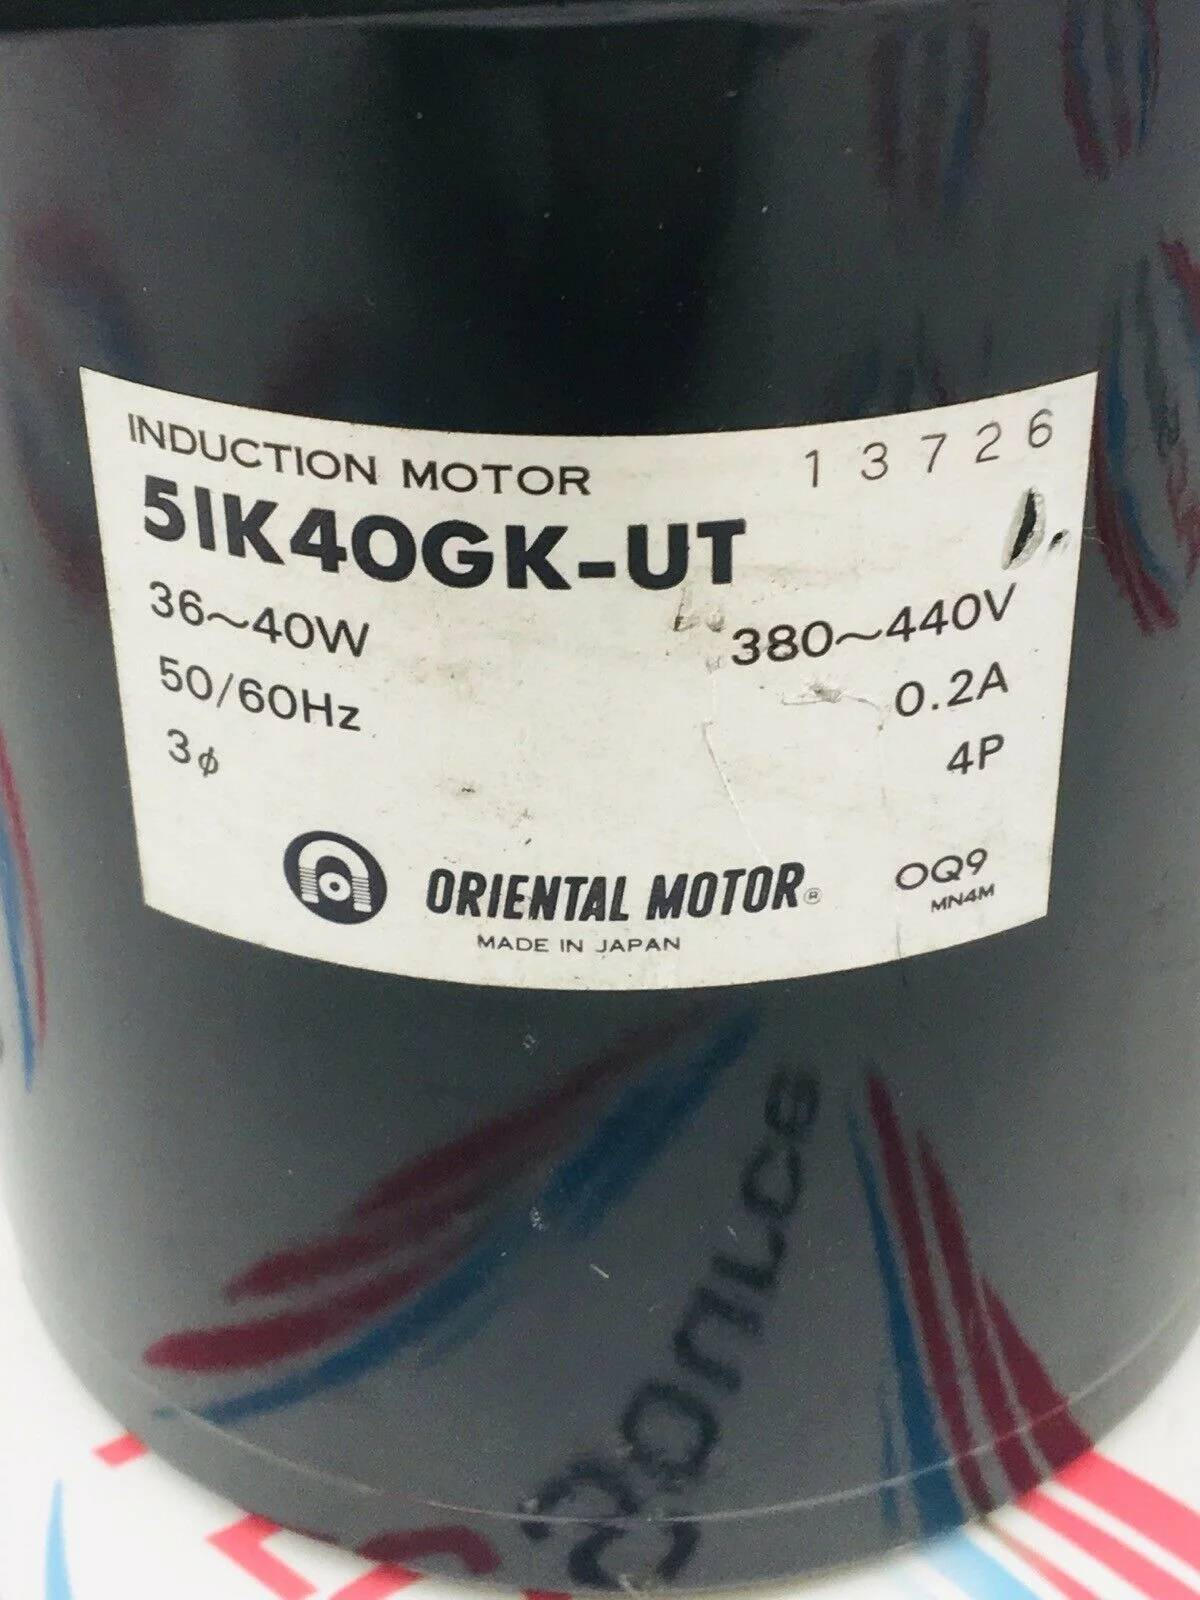 INDUCTION MOTOR 13726
5IK40GK-UT
36~40W 380~440V
50/60Hz 0.2A
3φ 4P
ORIENTAL MOTOR® OQ9
MN4M
MADE IN JAPAN